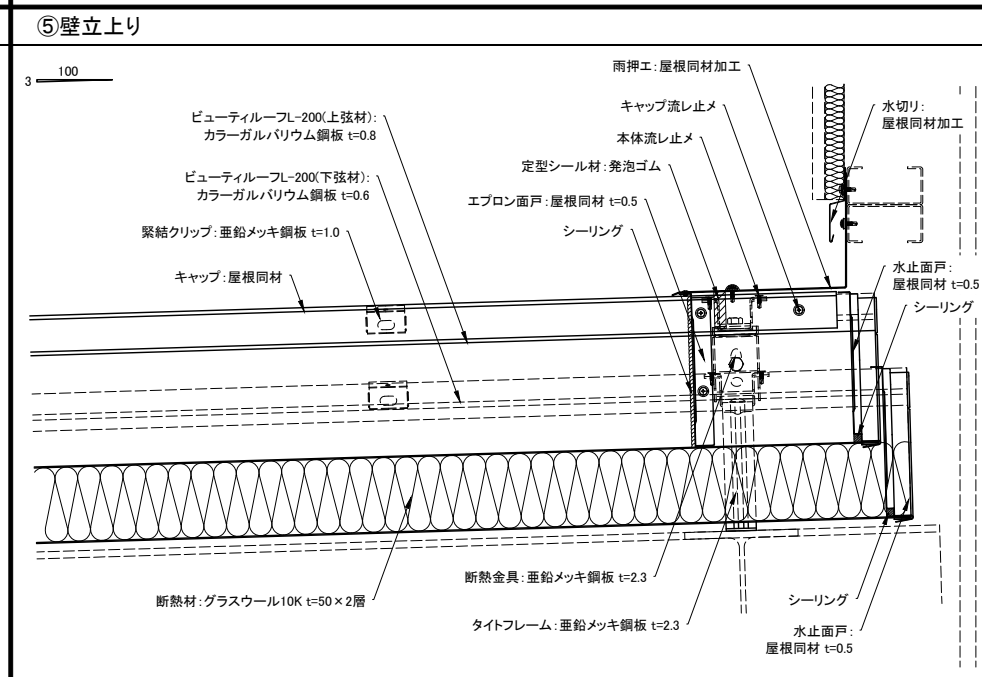 ⑤壁立上り
100
3
雨押エ:屋根同材加工
キャップ流レ止メ
本体流レ止メ
定型シール材:発泡ゴム
エプロン面戸:屋根同材 t=0.5
シーリング
水切リ:
屋根同材加工
ビューティルーフL-200(上弦材):
カラーガルバリウム鋼板 t=0.8
ビューティルーフL-200(下弦材):
カラーガルバリウム鋼板 t=0.6
緊結クリップ:亜鉛メッキ鋼板 t=1.0
キャップ:屋根同材
水止面戸:
屋根同材 t=0.5
シーリング
断熱材:グラスウール10K t=50×2層
断熱金具:亜鉛メッキ鋼板 t=2.3
タイトフレーム:亜鉛メッキ鋼板 t=2.3
シーリング
水止面戸:
屋根同材 t=0.5